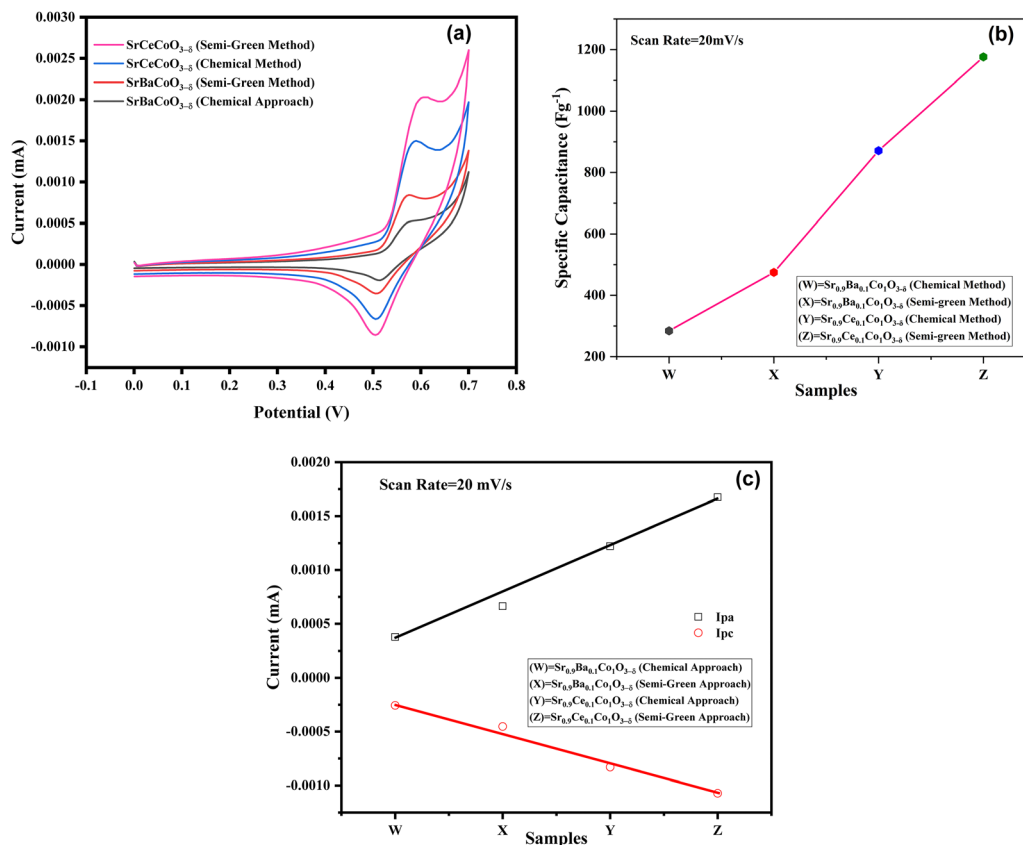 (a)
SrCeCoO₃₋δ (Semi-Green Method)
SrCeCoO₃₋δ (Chemical Method)
SrBaCoO₃₋δ (Semi-Green Method)
SrBaCoO₃₋δ (Chemical Approach)
Current (mA)
0.0030
0.0025
0.0020
0.0015
0.0010
0.0005
0.0000
-0.0005
-0.0010
-0.1
0.0
0.1
0.2
0.3
0.4
0.5
0.6
0.7
0.8
Potential (V)
(b)
Scan Rate=20mV/s
Specific Capacitance (Fg⁻¹)
1200
1000
800
600
400
200
(W)=Sr₀.₉Ba₀.₁Co₁O₃₋δ (Chemical Method)
(X)=Sr₀.₉Ba₀.₁Co₁O₃₋δ (Semi-green Method)
(Y)=Sr₀.₉Ce₀.₁Co₁O₃₋δ (Chemical Method)
(Z)=Sr₀.₉Ce₀.₁Co₁O₃₋δ (Semi-green Method)
W
X
Y
Z
Samples
(c)
Scan Rate=20 mV/s
Current (mA)
0.0020
0.0015
0.0010
0.0005
0.0000
-0.0005
-0.0010
Ipa
Ipc
(W)=Sr₀.₉Ba₀.₁Co₁O₃₋δ (Chemical Approach)
(X)=Sr₀.₉Ba₀.₁Co₁O₃₋δ (Semi-Green Approach)
(Y)=Sr₀.₉Ce₀.₁Co₁O₃₋δ (Chemical Approach)
(Z)=Sr₀.₉Ce₀.₁Co₁O₃₋δ (Semi-Green Approach)
W
X
Y
Z
Samples